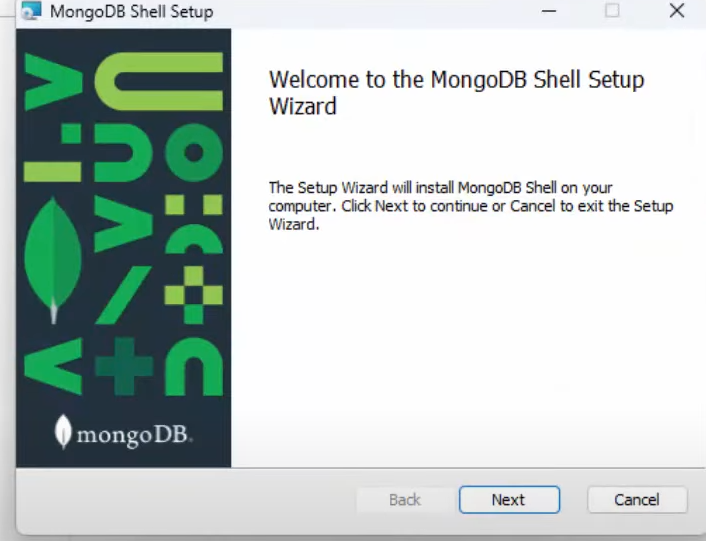 MongoDB Shell Setup
Welcome to the MongoDB Shell Setup
Wizard
The Setup Wizard will install MongoDB Shell on your
computer. Click Next to continue or Cancel to exit the Setup
Wizard.
mongoDB.
Back
Next
Cancel